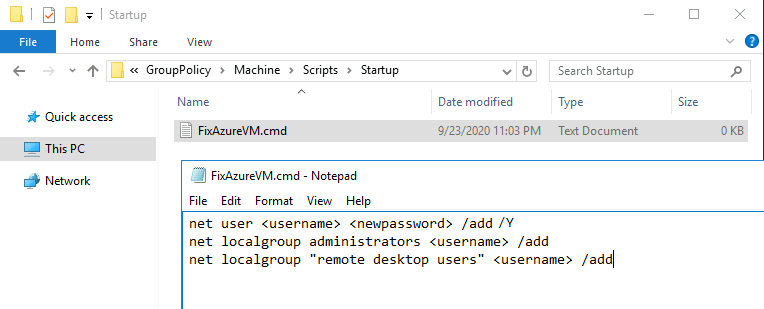 Startup
File Home Share View
« GroupPolicy Machine Scripts Startup Search Startup
Name Date modified Type Size
Quick access
FixAzureVM.cmd 9/23/2020 11:03 PM Text Document 0 KB
This PC
Network
FixAzureVM.cmd - Notepad
File Edit Format View Help
net user <username> <newpassword> /add /Y
net localgroup administrators <username> /add
net localgroup "remote desktop users" <username> /add